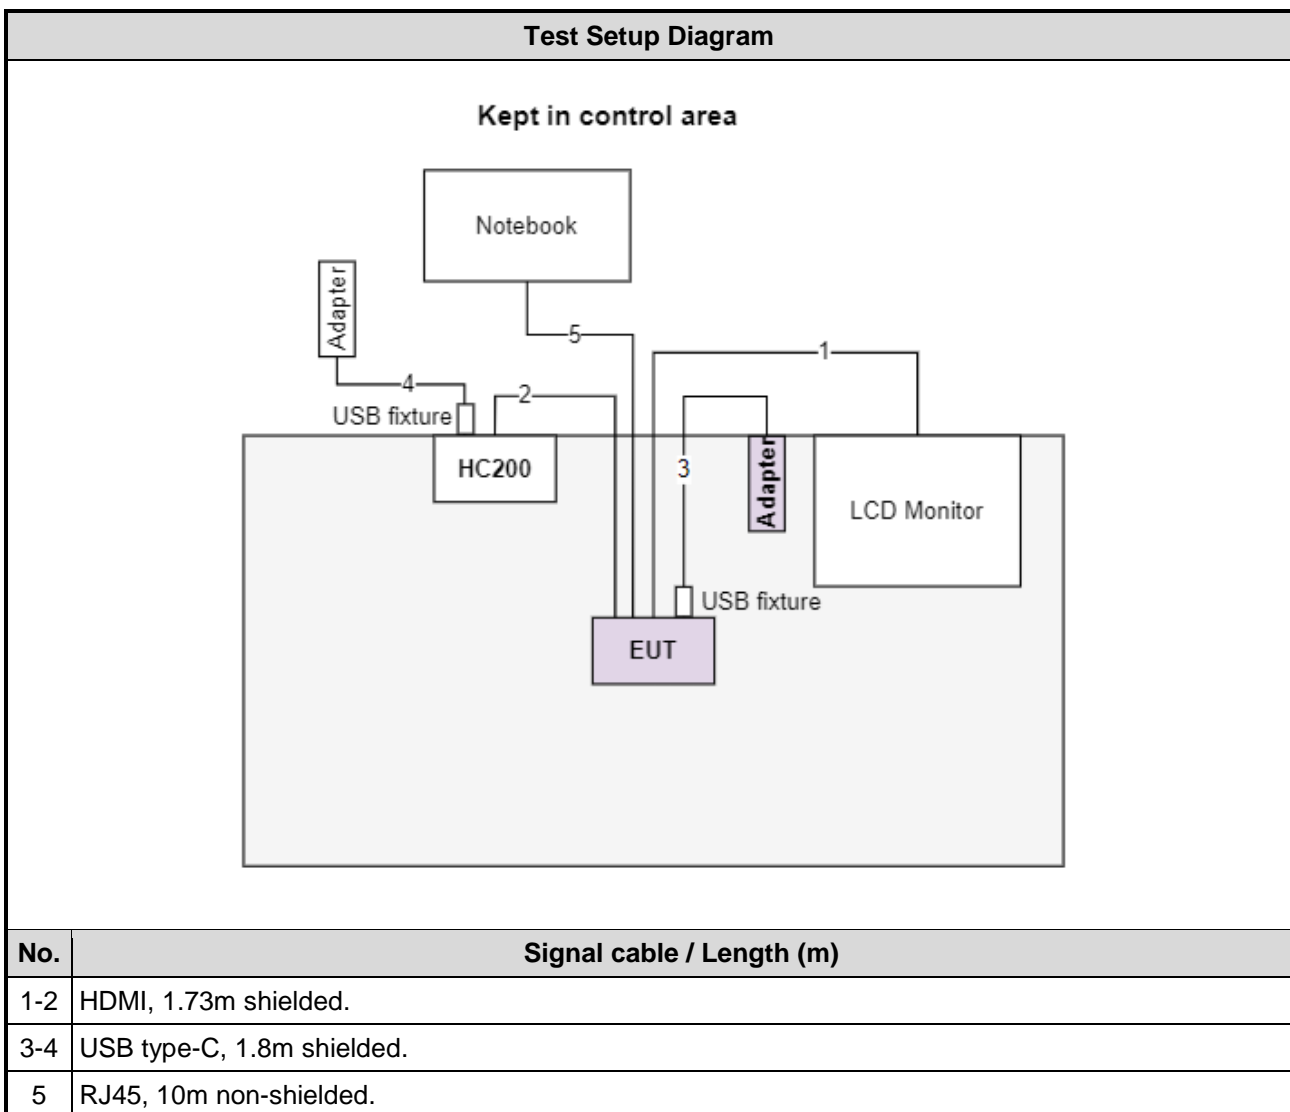 Test Setup Diagram
Kept in control area
Notebook
Adapter
5
1
4
2
USB fixture
HC200
3
Adapter
LCD Monitor
USB fixture
EUT
No. Signal cable / Length (m)
1-2 HDMI, 1.73m shielded.
3-4 USB type-C, 1.8m shielded.
5 RJ45, 10m non-shielded.